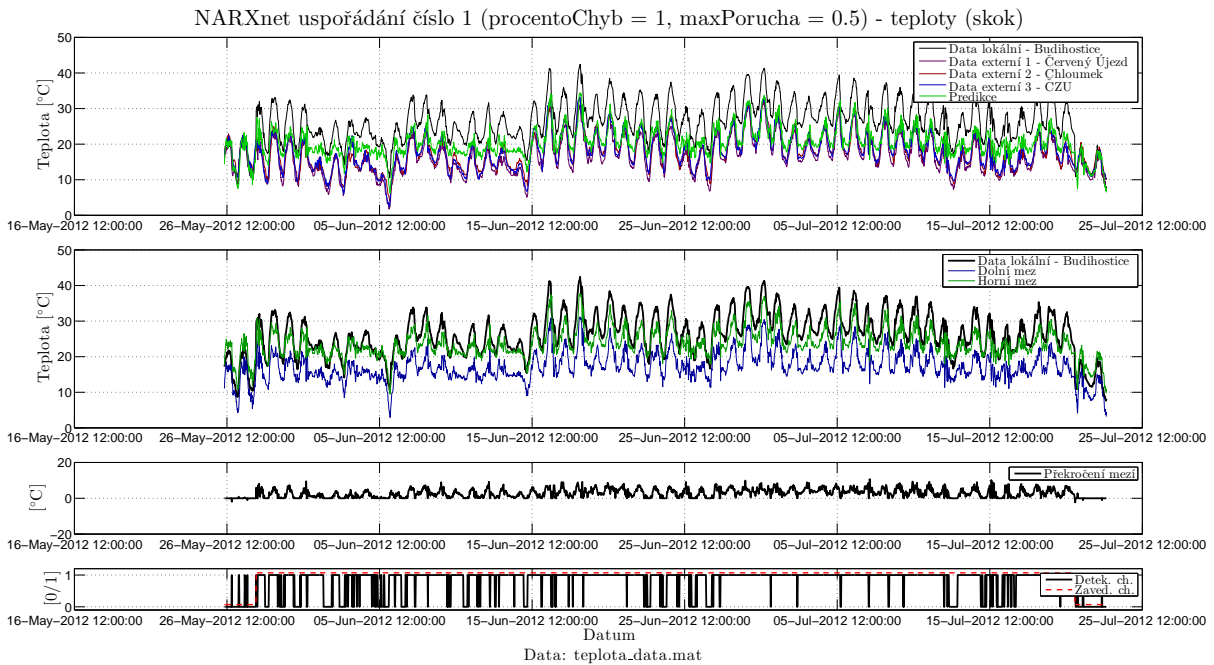 NARXnet uspořádání číslo 1 (procentoChyb = 1, maxPorucha = 0.5) - teploty (skok)
50
40
30
20
10
0
Teplota [°C]
Data lokální - Budihostice
Data externí 1 - Červený Újezd
Data externí 2 - Chloumek
Data externí 3 - ČZU
Predikce
16−May−2012 12:00:00 26−May−2012 12:00:00 05−Jun−2012 12:00:00 15−Jun−2012 12:00:00 25−Jun−2012 12:00:00 05−Jul−2012 12:00:00 15−Jul−2012 12:00:00 25−Jul−2012 12:00:00
50
40
30
20
10
0
Teplota [°C]
Data lokální - Budihostice
Dolní mez
Horní mez
16−May−2012 12:00:00 26−May−2012 12:00:00 05−Jun−2012 12:00:00 15−Jun−2012 12:00:00 25−Jun−2012 12:00:00 05−Jul−2012 12:00:00 15−Jul−2012 12:00:00 25−Jul−2012 12:00:00
20
0
−20
[°C]
Překročení mezí
16−May−2012 12:00:00 26−May−2012 12:00:00 05−Jun−2012 12:00:00 15−Jun−2012 12:00:00 25−Jun−2012 12:00:00 05−Jul−2012 12:00:00 15−Jul−2012 12:00:00 25−Jul−2012 12:00:00
1
0
[0/1]
Detek. ch.
Zaved. ch.
16−May−2012 12:00:00 26−May−2012 12:00:00 05−Jun−2012 12:00:00 15−Jun−2012 12:00:00 25−Jun−2012 12:00:00 05−Jul−2012 12:00:00 15−Jul−2012 12:00:00 25−Jul−2012 12:00:00
Datum
Data: teplota_data.mat